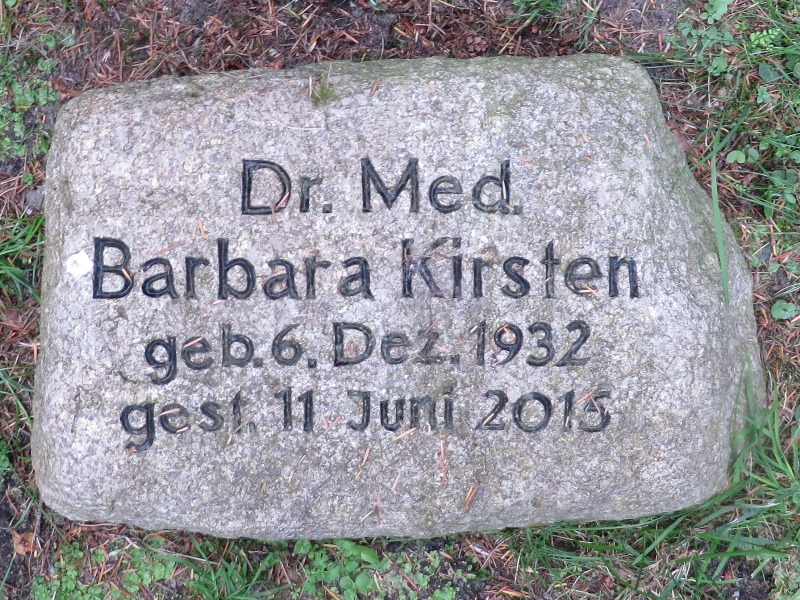 Dr. Med.
Barbara Kirsten
geb. 6. Dez. 1932
gest. 11 Juni 2015